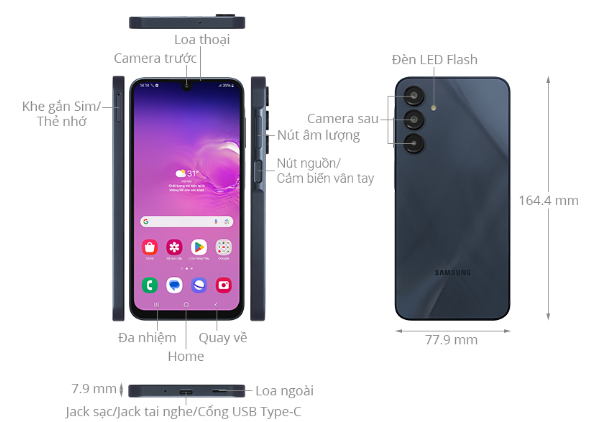 Loa thoại
Camera trước
Đèn LED Flash
Khe gắn Sim/
Thẻ nhớ
Camera sau
Nút âm lượng
Nút nguồn/
Cảm biến vân tay
31°
164.4 mm
SAMSUNG
Đa nhiệm
Quay về
Home
77.9 mm
7.9 mm
Loa ngoài
Jack sạc/Jack tai nghe/Cổng USB Type-C